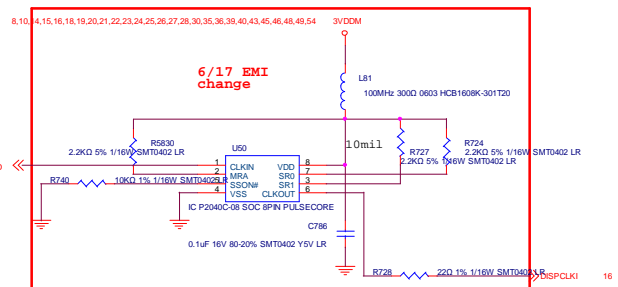 8,10,14,15,16,18,19,20,21,22,23,24,25,26,27,28,30,35,36,39,40,43,45,46,48,49,54
3VDDM
6/17 EMI
change
L81
100MHz 300Ω 0603 HCB1608K-301T20
R5830
2.2KΩ 5% 1/16W SMT0402 LR
U50
10mil
R727
2.2KΩ 5% 1/16W SMT0402 LR
R724
2.2KΩ 5% 1/16W SMT0402 LR
1 CLKIN VDD 8
2 MRA SR0 7
3 SSON# SR1 5
4 VSS CLKOUT 6
R740
10KΩ 1% 1/16W SMT0402 LR
IC P2040C-08 SOC 8PIN PULSECORE
C786
0.1uF 16V 80-20% SMT0402 Y5V LR
R728
22Ω 1% 1/16W SMT0402 LR
DISPCLKI 16